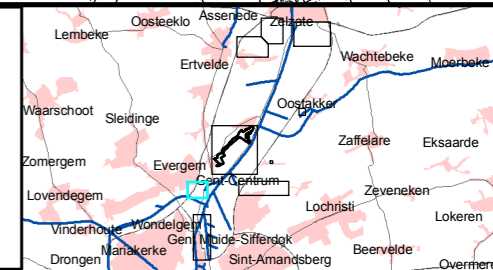 Oosteeklo
Assenede
Zelzate
Lembeke
Ertvelde
Wachtebeke
Moerbeke
Waarschoot
Sleidinge
Oostakker
Zaffelare
Eksaarde
Zomergem
Evergem
Gent-Centrum
Lovendegem
Zeveneken
Lochristi
Lokeren
Vinderhoute
Wondelgem
Mariakerke
Gent Muide-Sifferdok
Beervelde
Drongen
Sint-Amandsberg
Overmere